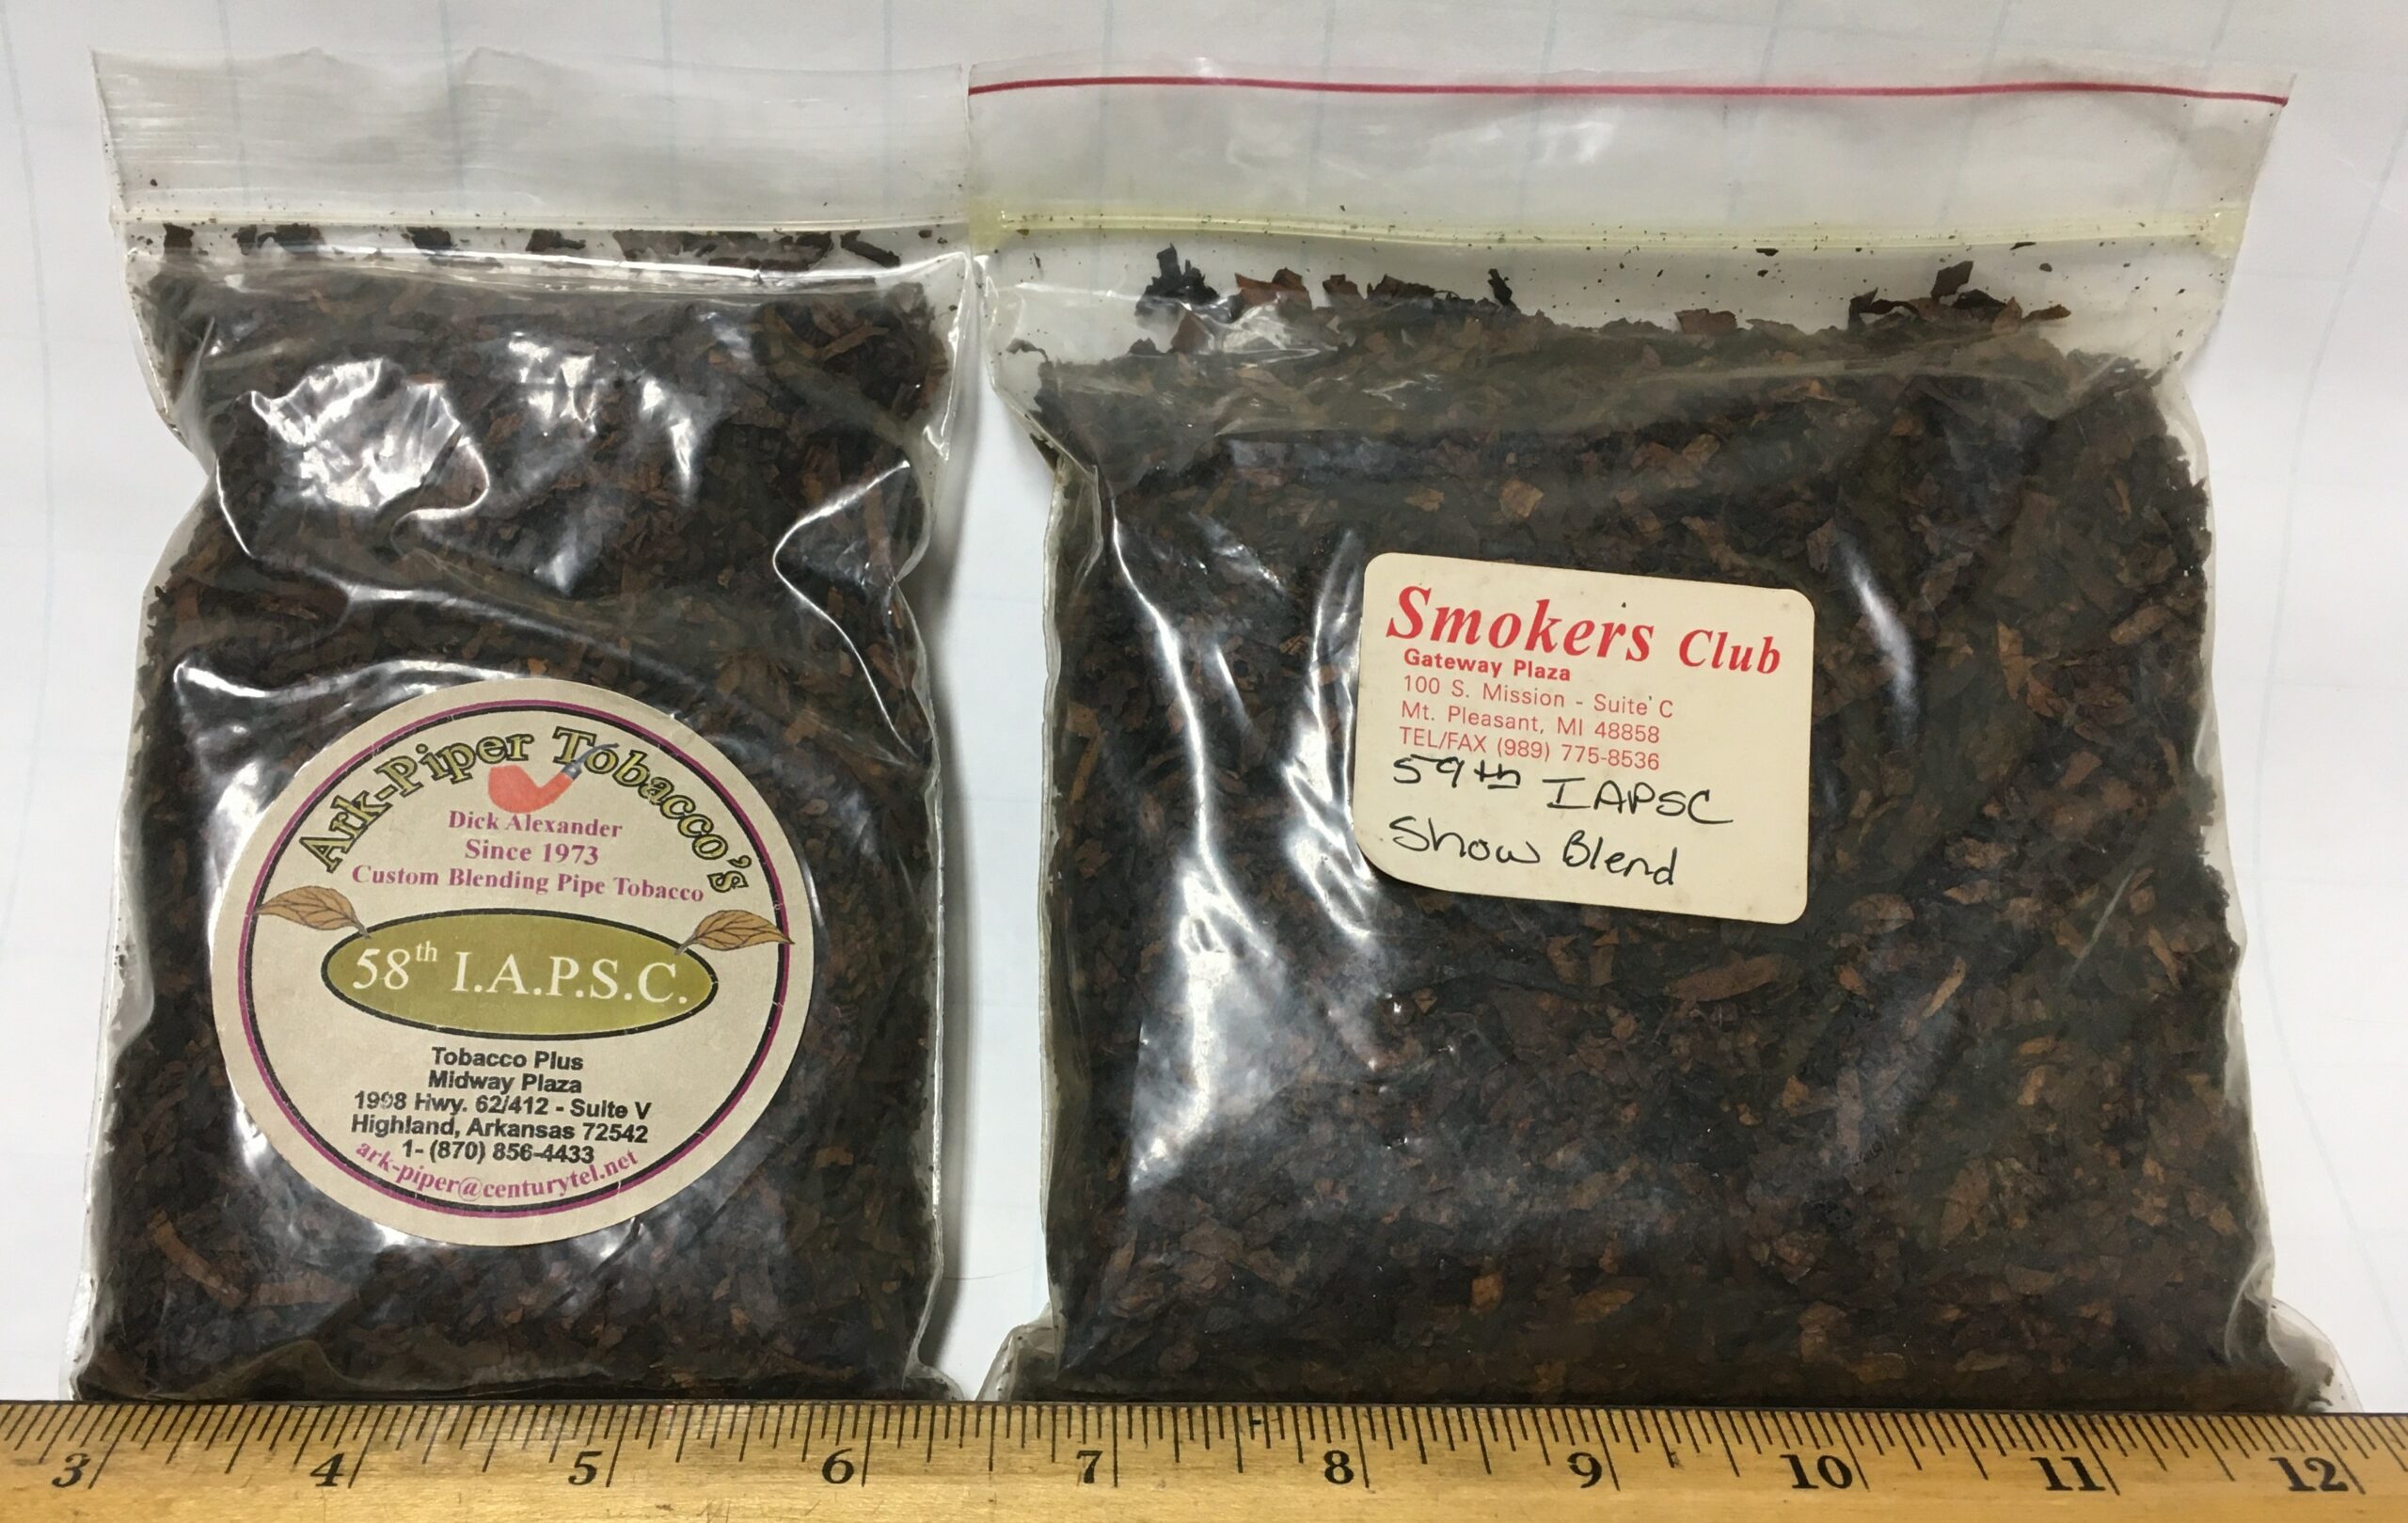 Ark-Piper Tobacco's
Dick Alexander
Since 1973
Custom Blending Pipe Tobacco
58th I.A.P.S.C.
Tobacco Plus
Midway Plaza
1998 Hwy. 62/412 - Suite V
Highland, Arkansas 72542
1- (870) 856-4433
ark-piper@centurytel.net
Smokers Club
Gateway Plaza
100 S. Mission - Suite C
Mt. Pleasant, MI 48858
TEL/FAX (989) 775-8536
59th IAPSC
Show Blend
3 4 5 6 7 8 9 10 11 12